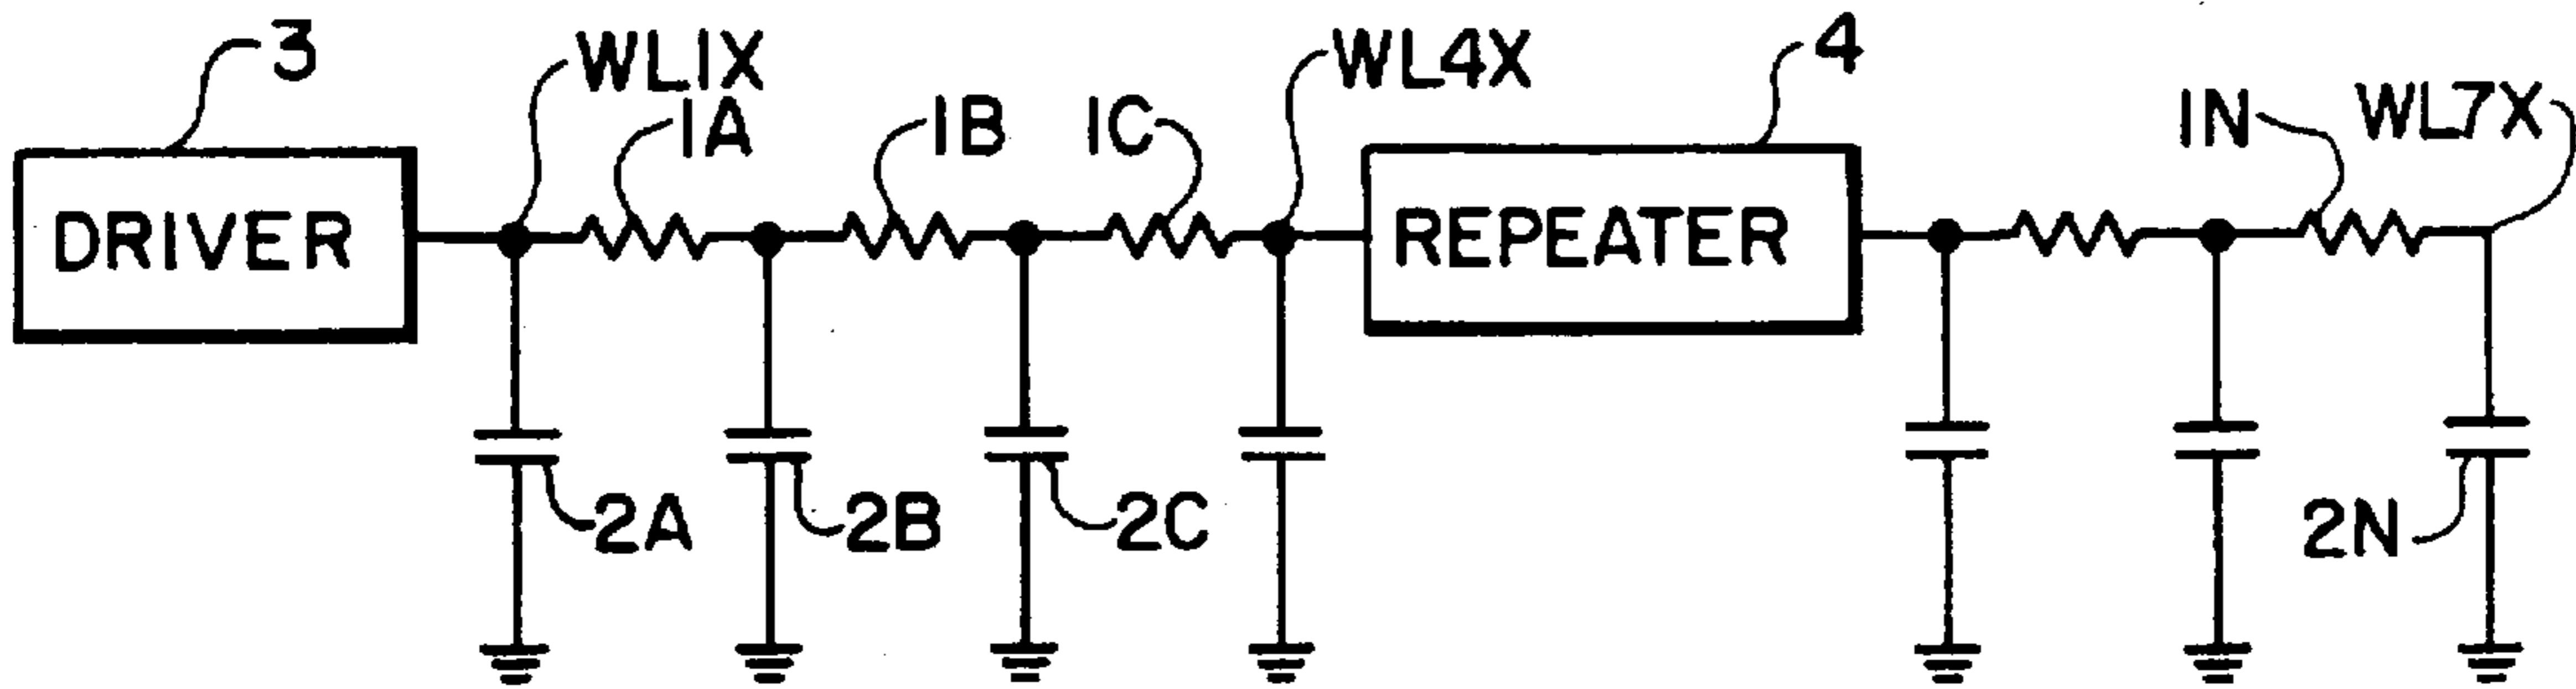 3
WL1X
WL4X
4
1A
1B
1C
1N
WL7X
DRIVER
REPEATER
2A
2B
2C
2N